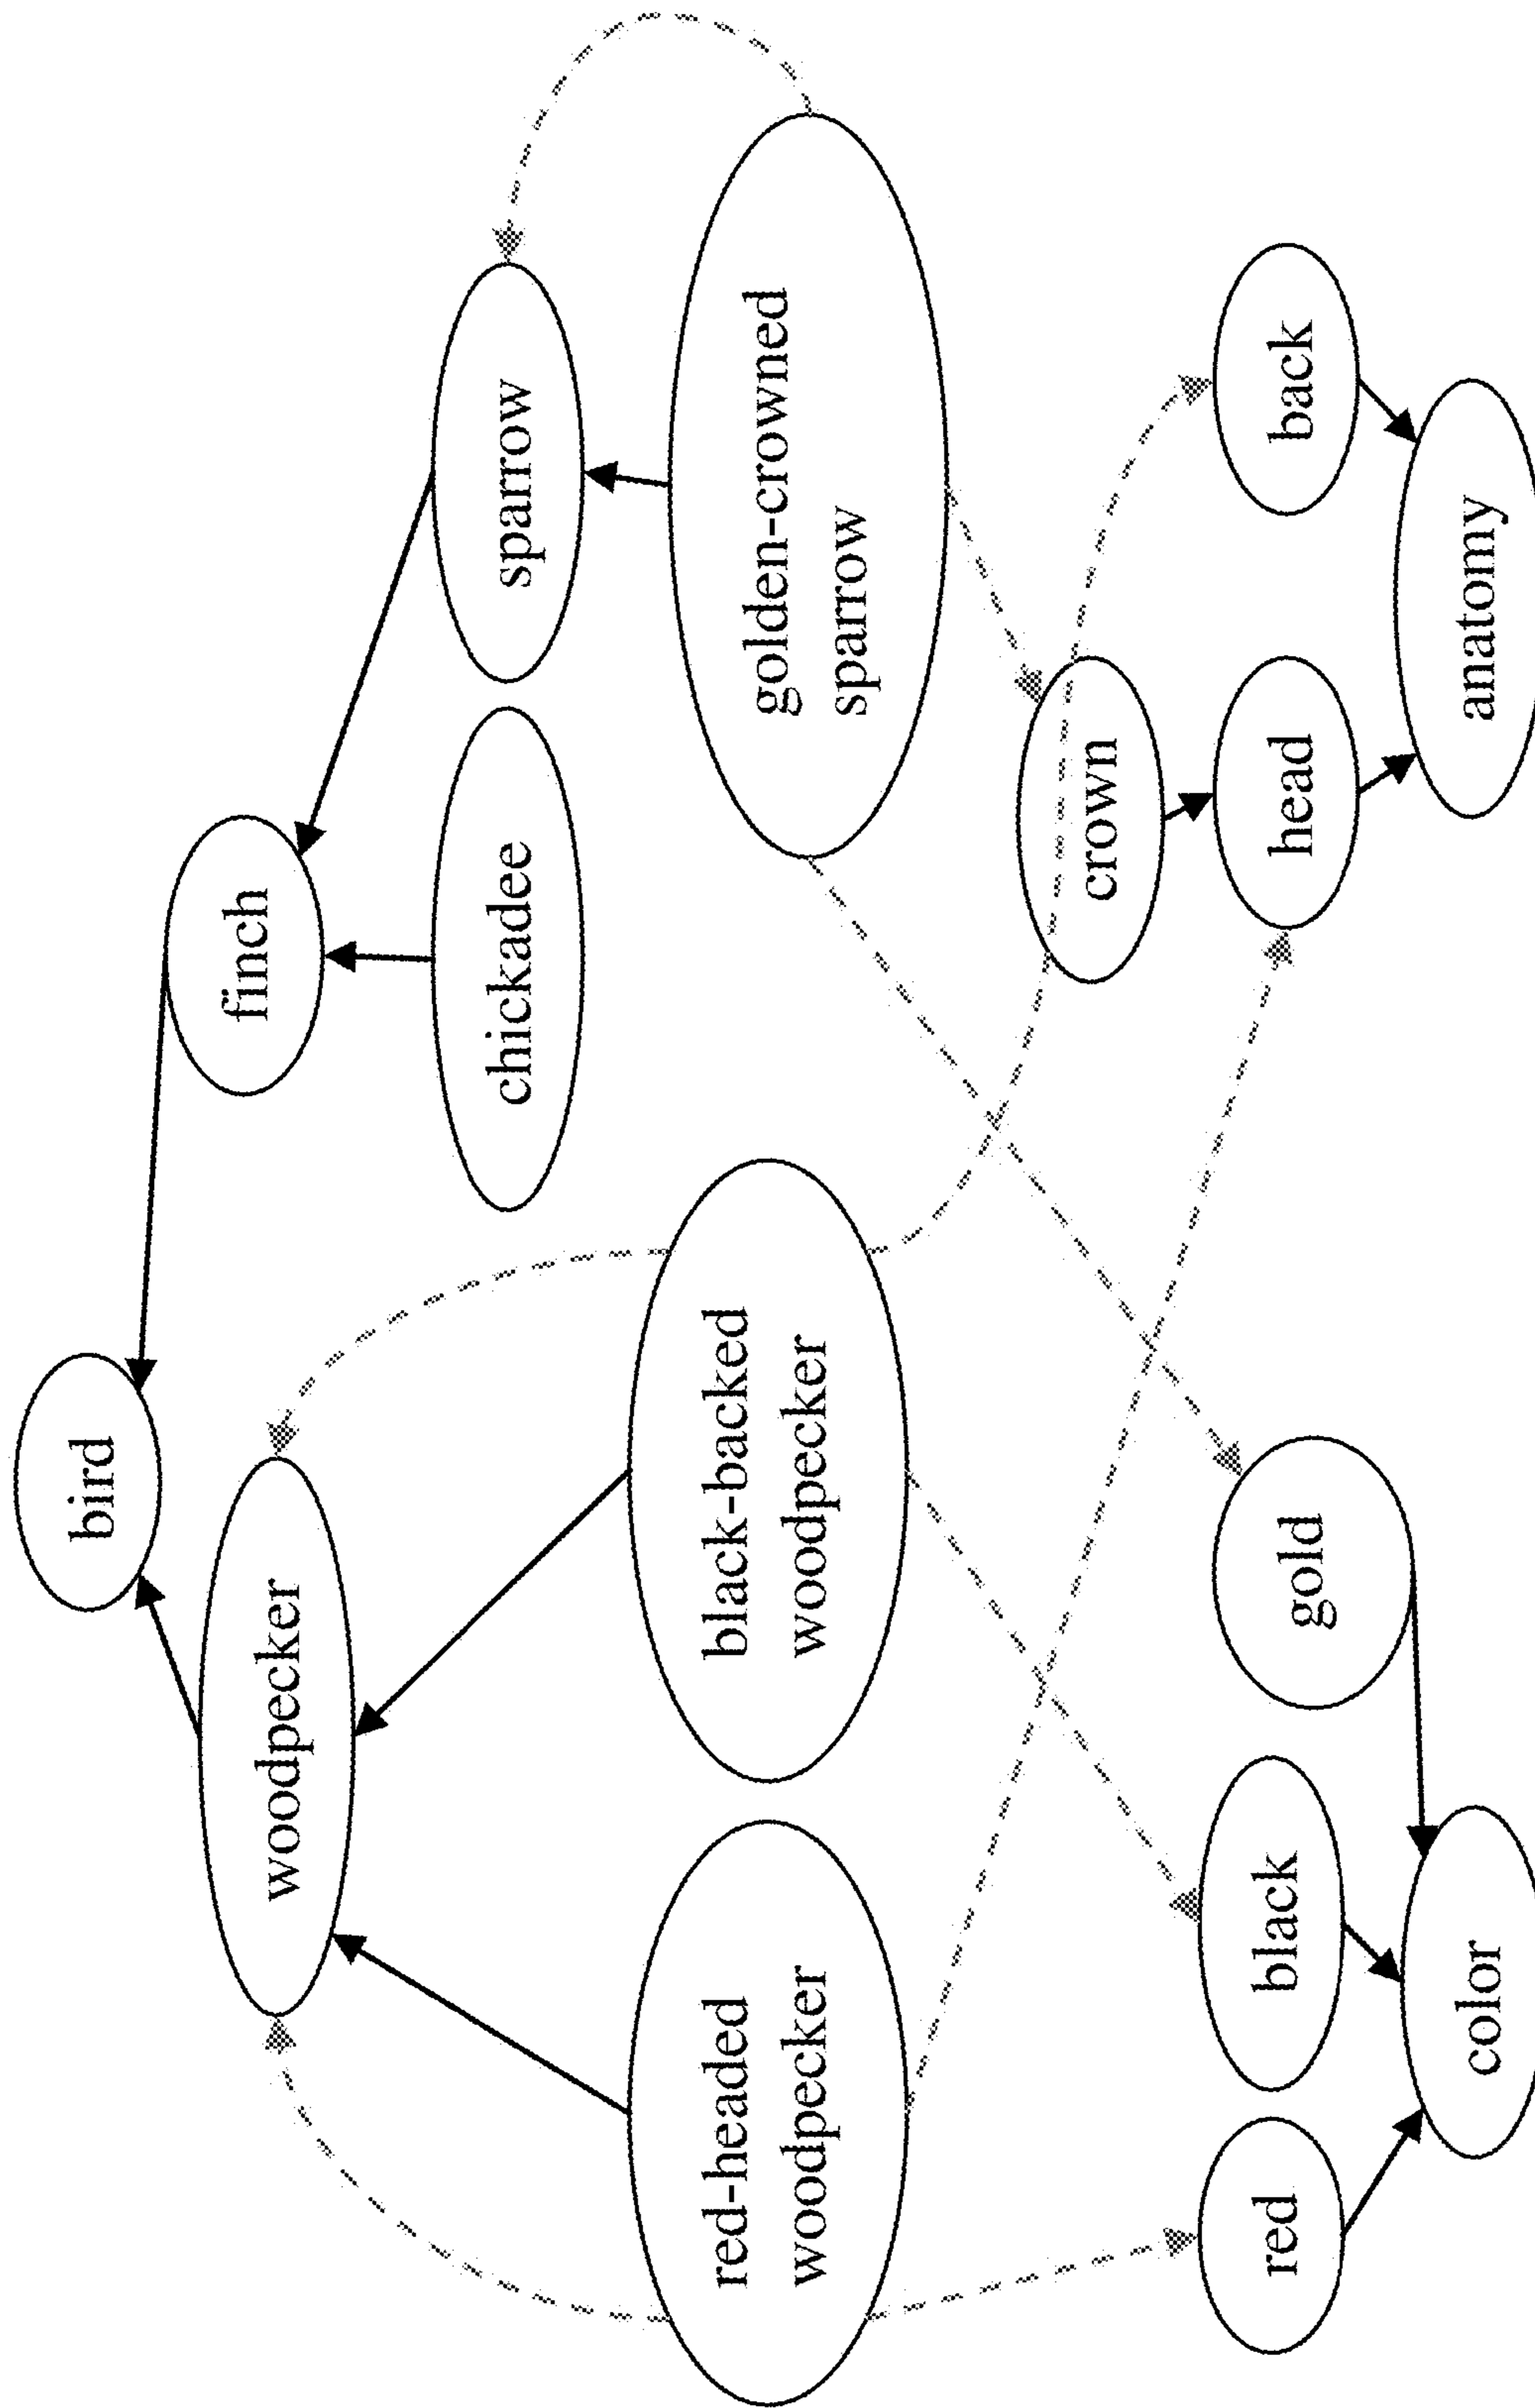 bird
woodpecker
finch
red-headed
woodpecker
black-backed
woodpecker
chickadee
sparrow
golden-crowned
sparrow
red
black
gold
color
crown
head
back
anatomy